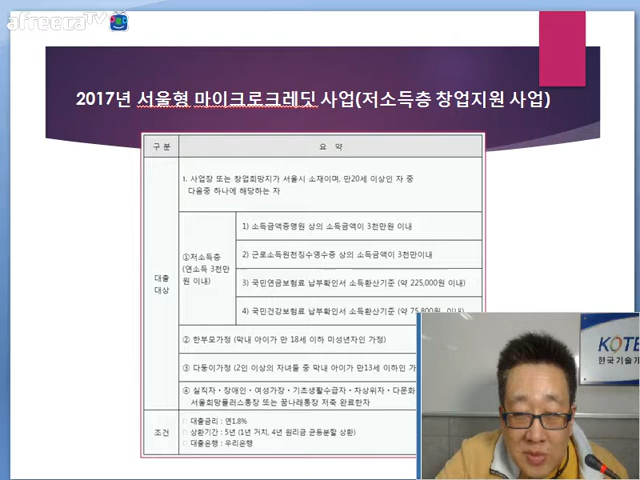 afreecaTV
2017년 서울형 마이크로크레딧 사업(저소득층 창업지원 사업)
구 분
요 약
1. 사업장 또는 창업희망지가 서울시 소재이며, 만20세 이상인 자 중
다음중 하나에 해당하는 자
대출
대상
①저소득층
(연소득 3천만
원 이내)
1) 소득금액증명원 상의 소득금액이 3천만원 이내
2) 근로소득원천징수영수증 상의 소득금액이 3천만이내
3) 국민연금보험료 납부확인서 소득환산기준 (약 225,000원 이내)
4) 국민건강보험료 납부확인서 소득환산기준 (약 75,800원 이내)
② 한부모가정 (막내 아이가 만 18세 이하 미성년자인 가정)
③ 다둥이가정 (2인 이상의 자녀들 중 막내 아이가 만13세 이하인 가
④ 실직자・장애인・여성가장・기초생활수급자・차상위자・다문화
서울희망플러스통장 또는 꿈나래통장 저축 완료한자
조건
□ 대출금리 : 연1.8%
□ 상환기간 : 5년 (1년 거치, 4년 원리금 균등분할 상환)
□ 대출은행 : 우리은행
KOTE
한국기술